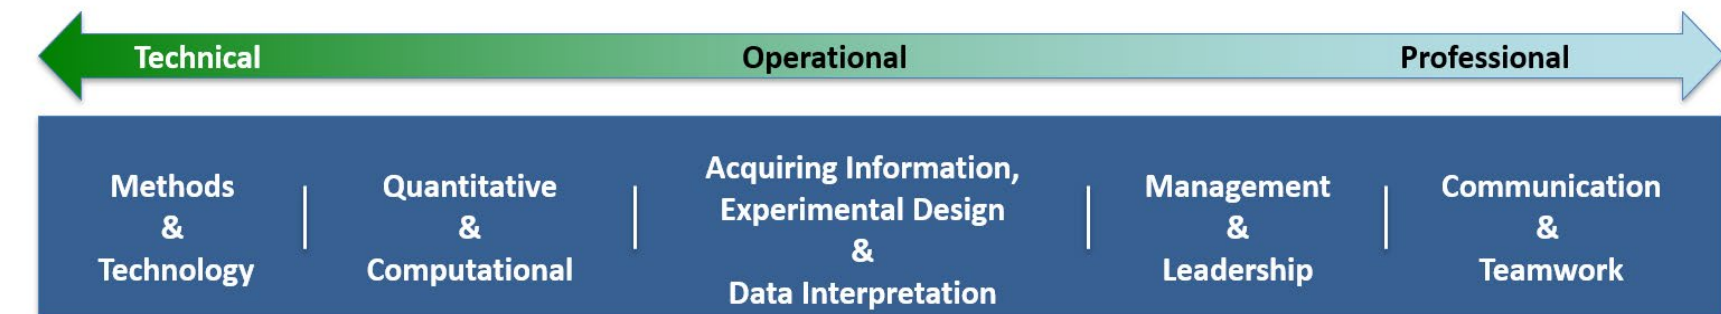 Technical
Operational
Professional
Methods
&
Technology
Quantitative
&
Computational
Acquiring Information,
Experimental Design
&
Data Interpretation
Management
&
Leadership
Communication
&
Teamwork